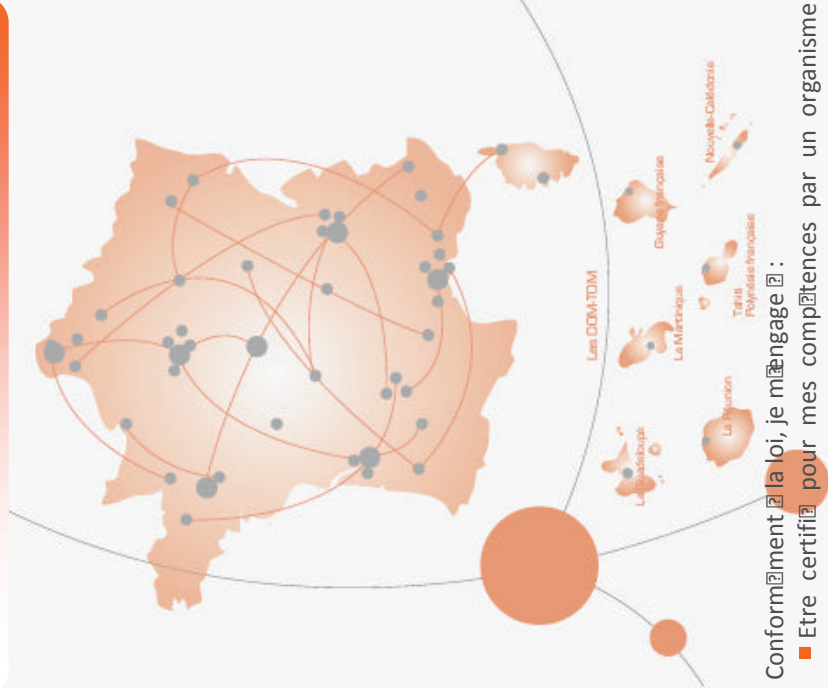 Les DOM-TOM
La Guadeloupe
La Martinique
Guyane française
La Réunion
Tahiti
Polynésie française
Nouvelle-Calédonie
Conform�ment � la loi, je m�engage � :
■ Etre certifi� pour mes comp�tences par un organisme